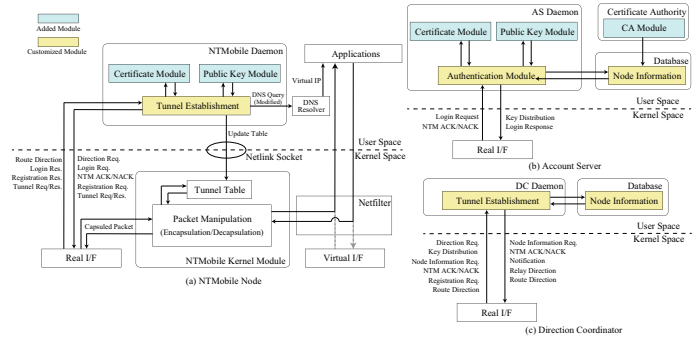 Added Module
Customized Module
NTMobile Daemon
Certificate Module
Public Key Module
Tunnel Establishment
DNS Query
(Modified)
DNS
Resolver
Applications
Virtual IP
Update Table
User Space
Kernel Space
Netlink Socket
Route Direction
Login Res.
Registration Res.
Tunnel Req/Res.
Direction Req.
Login Req.
NTM ACK/NACK
Registration Req.
Tunnel Req/Res.
Tunnel Table
Packet Manipulation
(Encapsulation/Decapsulation)
Capsuled Packet
Netfilter
Real I/F
NTMobile Kernel Module
Virtual I/F
(a) NTMobile Node
AS Daemon
Certificate Module
Public Key Module
Authentication Module
Certificate Authority
CA Module
Database
Node Information
User Space
Kernel Space
Login Request
NTM ACK/NACK
Key Distribution
Login Response
Real I/F
(b) Account Server
DC Daemon
Tunnel Establishment
Database
Node Information
User Space
Kernel Space
Direction Req.
Key Distribution
Node Information Req.
NTM ACK/NACK
Registration Req.
Route Direction
Node Information Req.
NTM ACK/NACK
Notification
Relay Direction
Route Direction
Real I/F
(c) Direction Coordinator